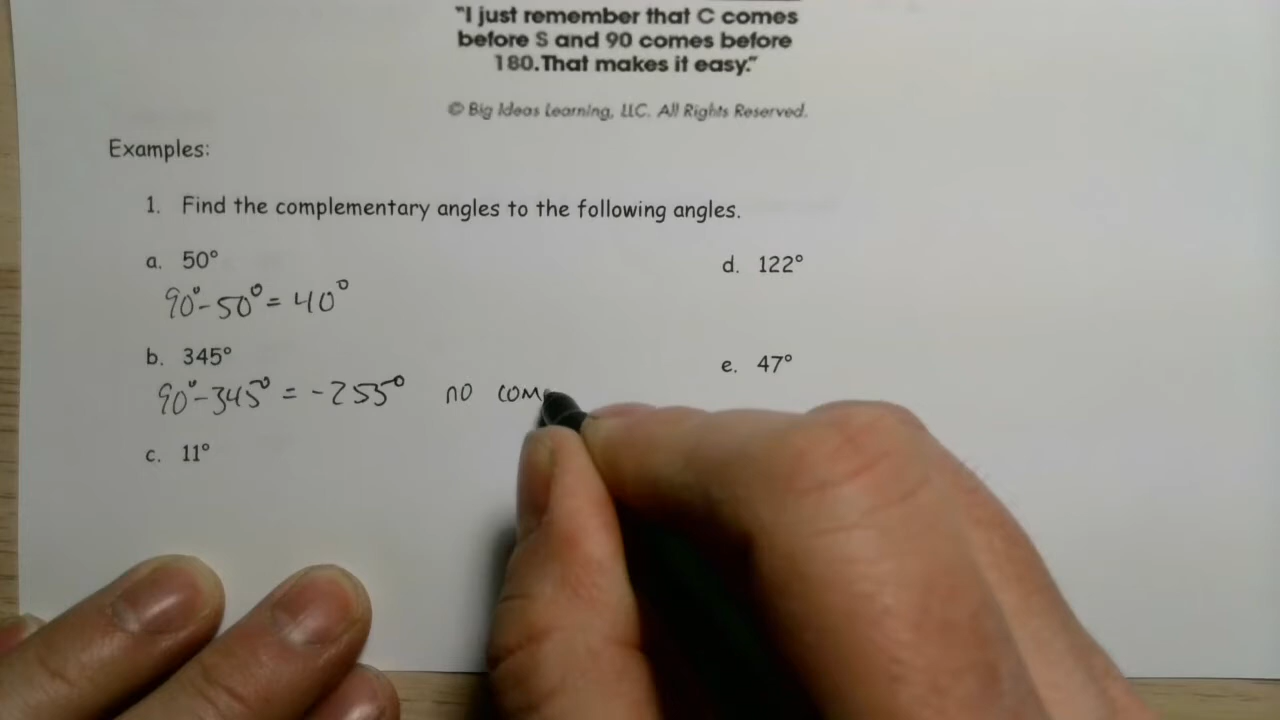 "I just remember that C comes
before S and 90 comes before
180. That makes it easy."
© Big Ideas Learning, LLC. All Rights Reserved.
Examples:
1. Find the complementary angles to the following angles.
a. 50°
90° - 50° = 40°
b. 345°
90° - 345° = -255° no com
c. 11°
d. 122°
e. 47°